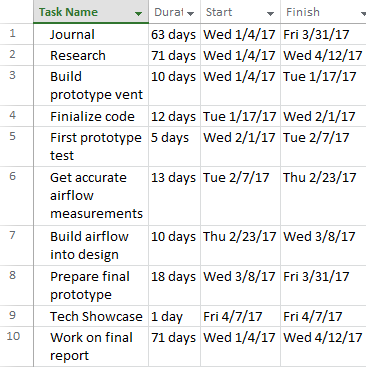 Task Name Durat Start Finish
1 Journal 63 days Wed 1/4/17 Fri 3/31/17
2 Research 71 days Wed 1/4/17 Wed 4/12/17
3 Build 10 days Wed 1/4/17 Tue 1/17/17
prototype vent
4 Finialize code 12 days Tue 1/17/17 Wed 2/1/17
5 First prototype 5 days Wed 2/1/17 Tue 2/7/17
test
6 Get accurate 13 days Tue 2/7/17 Thu 2/23/17
airflow
measurements
7 Build airflow 10 days Thu 2/23/17 Wed 3/8/17
into design
8 Prepare final 18 days Wed 3/8/17 Fri 3/31/17
prototype
9 Tech Showcase 1 day Fri 4/7/17 Fri 4/7/17
10 Work on final 71 days Wed 1/4/17 Wed 4/12/17
report